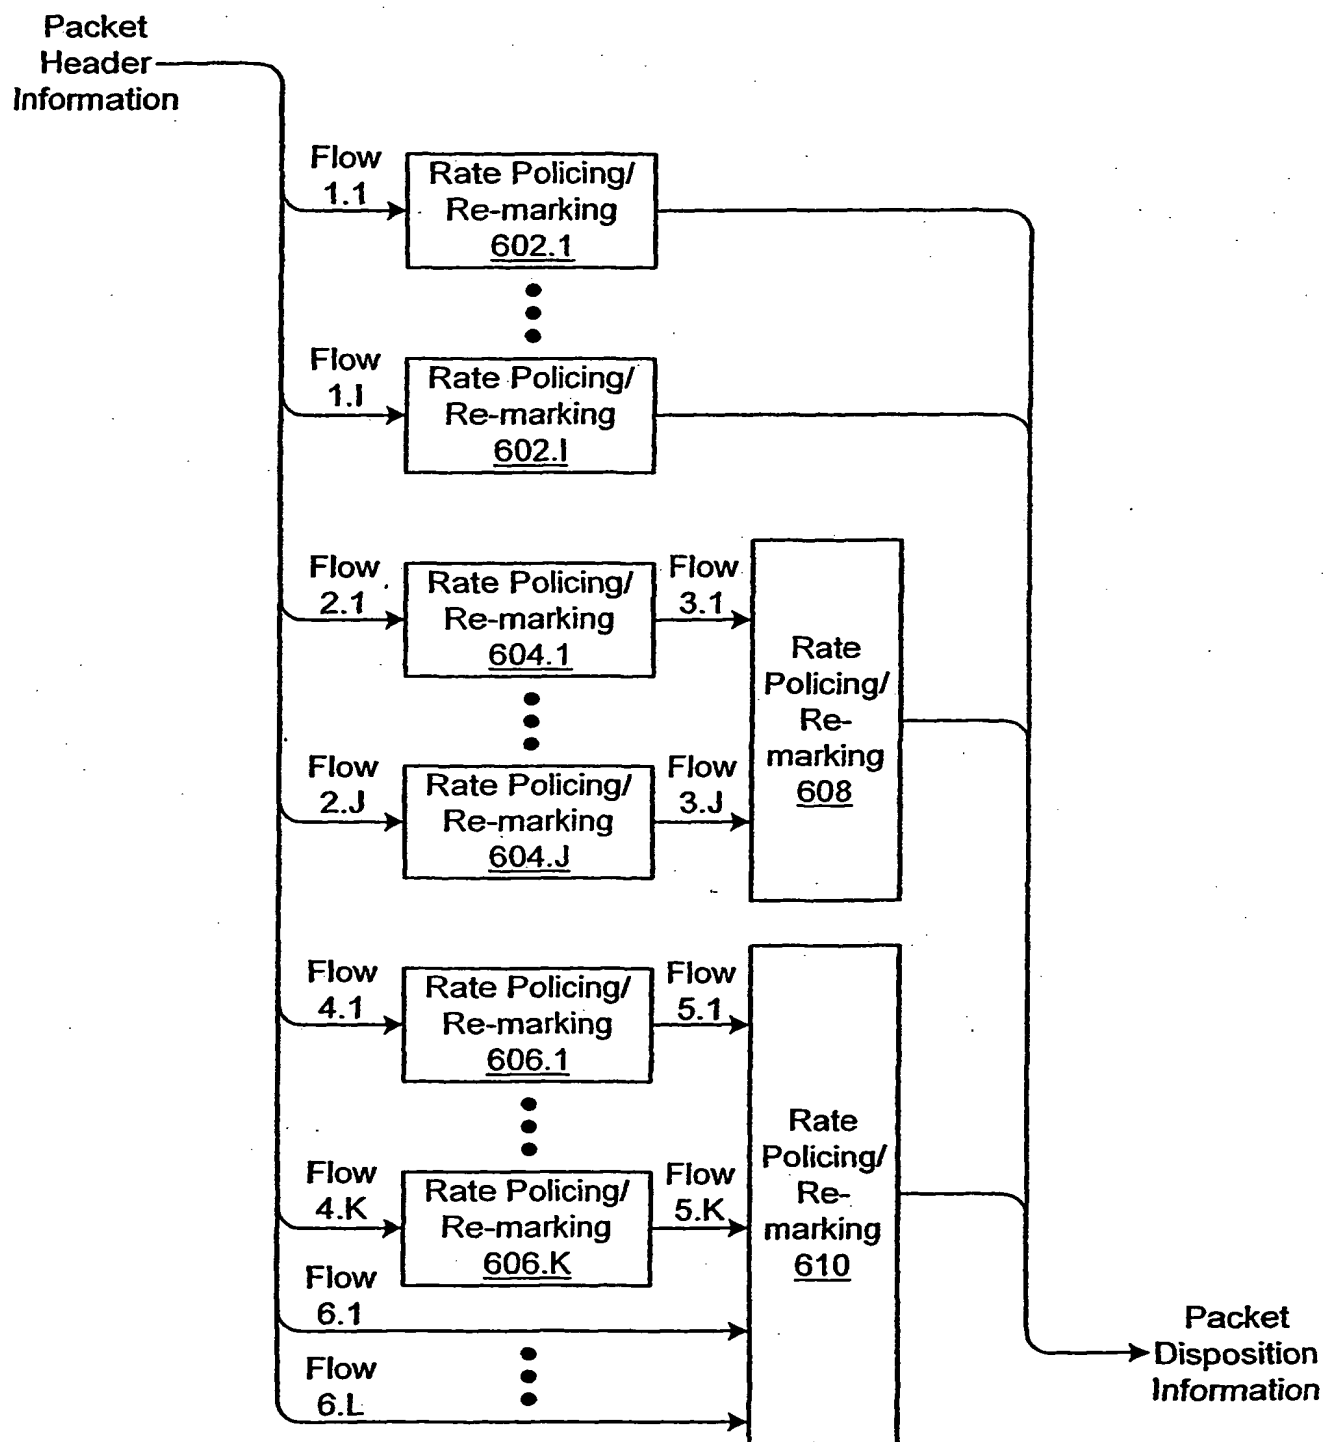 Packet
Header
Information
Flow
1.1
Rate Policing/
Re-marking
602.1
Flow
1.I
Rate Policing/
Re-marking
602.I
Flow
2.1
Rate Policing/
Re-marking
604.1
Flow
3.1
Flow
2.J
Rate Policing/
Re-marking
604.J
Flow
3.J
Rate
Policing/
Re-
marking
608
Flow
4.1
Rate Policing/
Re-marking
606.1
Flow
5.1
Flow
4.K
Rate Policing/
Re-marking
606.K
Flow
5.K
Rate
Policing/
Re-
marking
610
Flow
6.1
Flow
6.L
Packet
Disposition
Information